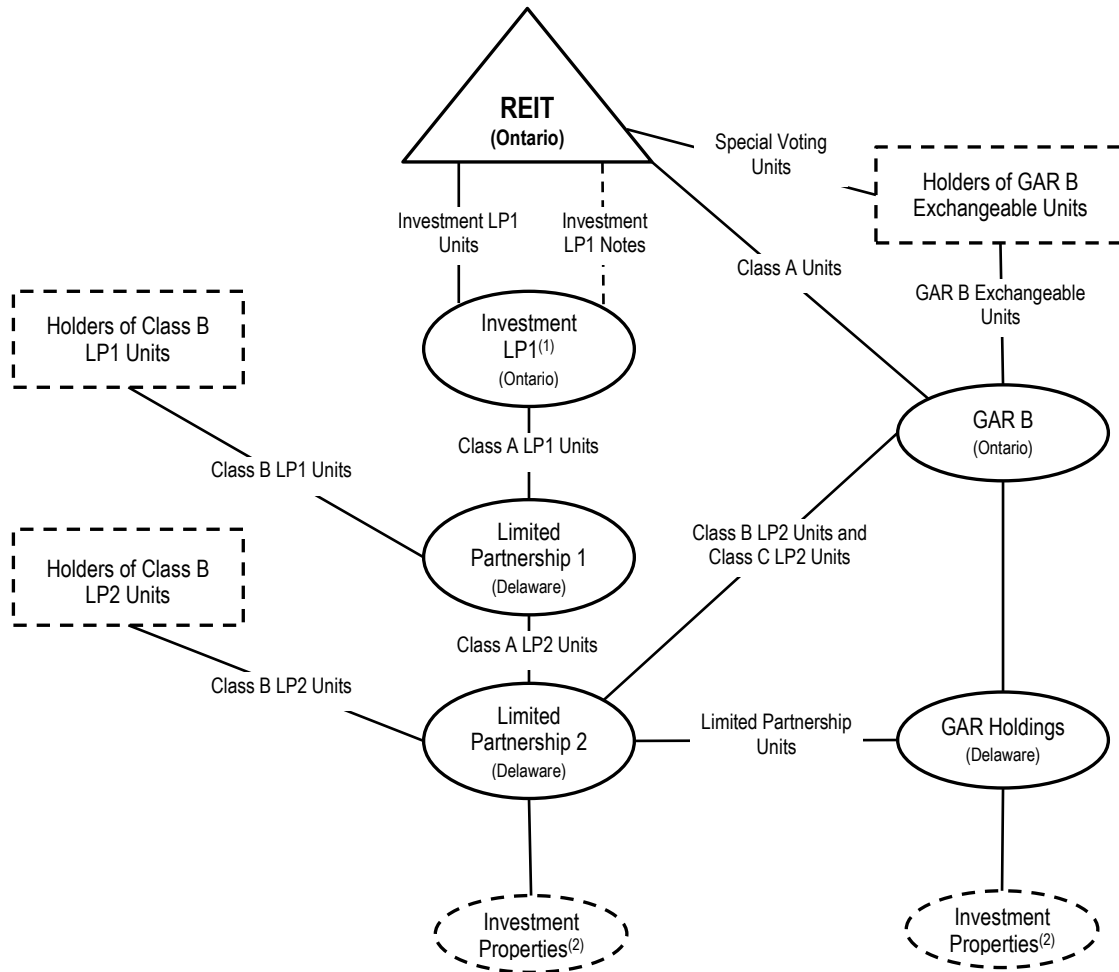 REIT
(Ontario)
Special Voting
Units
Holders of GAR B
Exchangeable Units
Investment LP1
Units
Investment
LP1 Notes
Class A Units
GAR B Exchangeable
Units
Holders of Class B
LP1 Units
Investment
LP1(1)
(Ontario)
GAR B
(Ontario)
Class A LP1 Units
Class B LP1 Units
Limited
Partnership 1
(Delaware)
Class B LP2 Units and
Class C LP2 Units
Holders of Class B
LP2 Units
Class A LP2 Units
Class B LP2 Units
Limited
Partnership 2
(Delaware)
Limited Partnership
Units
GAR Holdings
(Delaware)
Investment
Properties(2)
Investment
Properties(2)